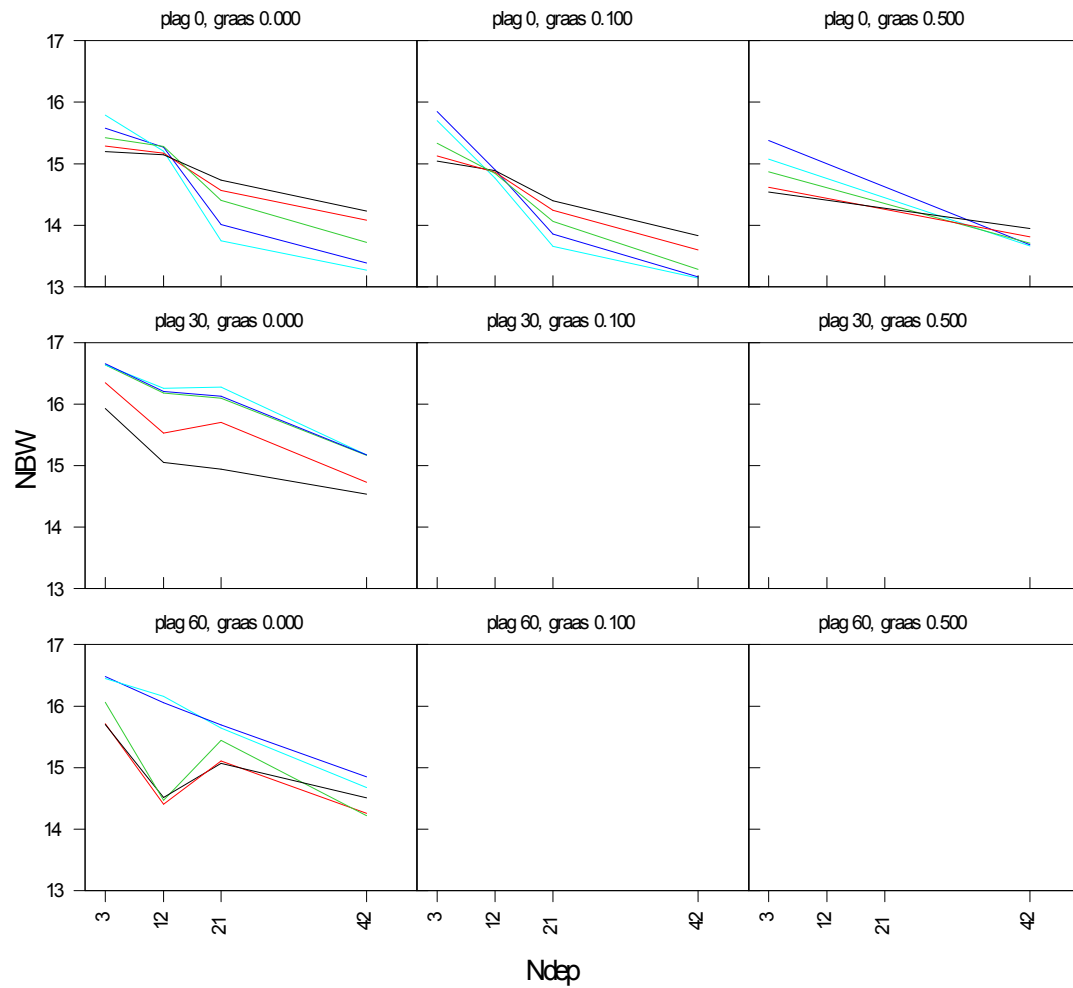 plag 0, graas 0.000 plag 0, graas 0.100 plag 0, graas 0.500
17
16
15
14
13
plag 30, graas 0.000 plag 30, graas 0.100 plag 30, graas 0.500
17
16
15
14
13
NBW
plag 60, graas 0.000 plag 60, graas 0.100 plag 60, graas 0.500
17
16
15
14
13
3 12 21 42 3 12 21 42 3 12 21 42
Ndep